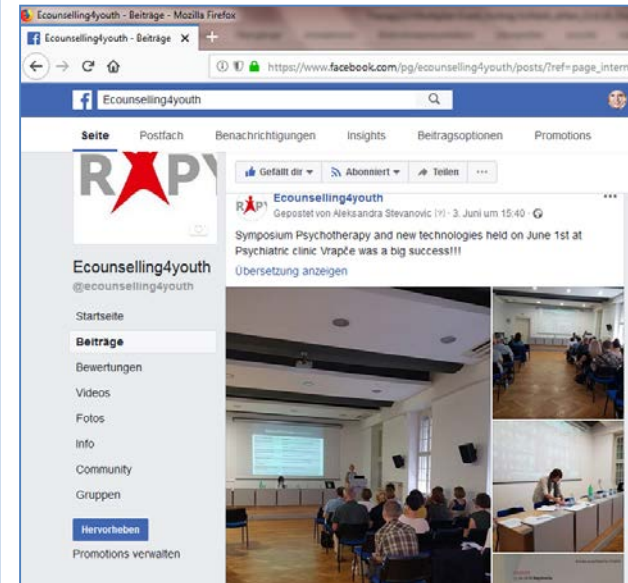 Ecounselling4youth - Beiträge - Mozilla Firefox
Ecounselling4youth - Beiträge
https://www.facebook.com/pg/ecounselling4youth/posts/?ref=page_intern
Ecounselling4youth
Seite Postfach Benachrichtigungen Insights Beitragsoptionen Promotions
RAPY
Gefällt dir Abonniert Teilen
RAPY
Ecounselling4youth
Gepostet von Aleksandra Stevanovic [?] · 3. Juni um 15:40 ·
Symposium Psychotherapy and new technologies held on June 1st at
Psychiatric clinic Vrapče was a big success!!!
Übersetzung anzeigen
Ecounselling4youth
@ecounselling4youth
Startseite
Beiträge
Bewertungen
Videos
Fotos
Info
Community
Gruppen
Hervorheben
Promotions verwalten